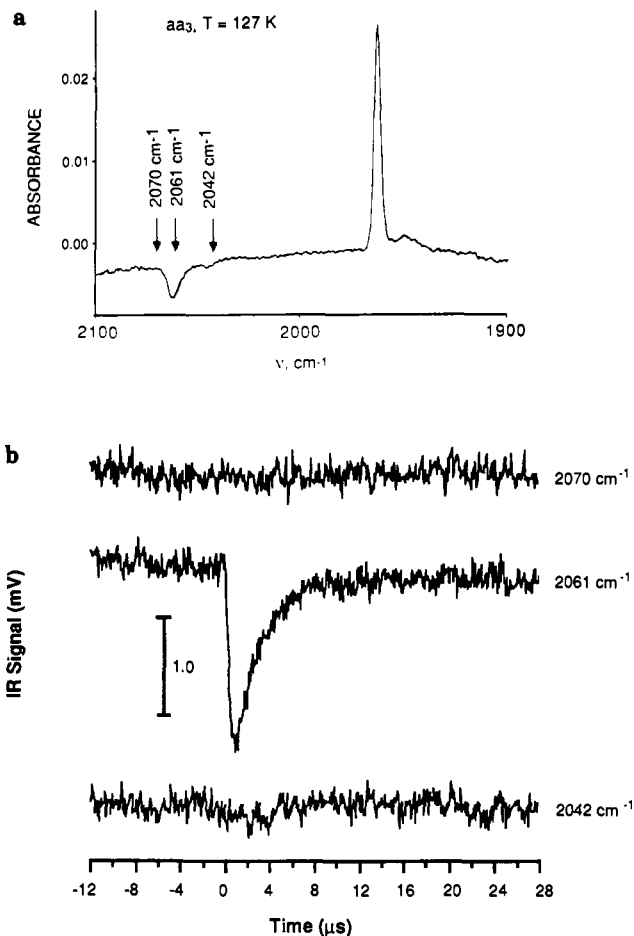 a
aa₃, T = 127 K
ABSORBANCE
0.02
0.01
0.00
2070 cm⁻¹
2061 cm⁻¹
2042 cm⁻¹
2100 2000 1900
ν, cm⁻¹
b
IR Signal (mV)
2070 cm⁻¹
2061 cm⁻¹
1.0
2042 cm⁻¹
-12 -8 -4 0 4 8 12 16 20 24 28
Time (μs)